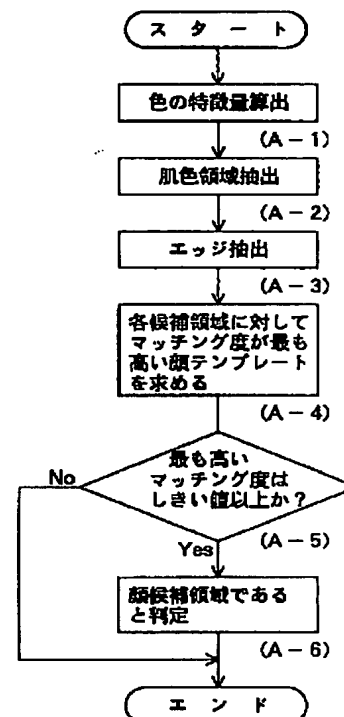 スタート
色の特徴量算出
(A-1)
肌色領域抽出
(A-2)
エッジ抽出
(A-3)
各候補領域に対して
マッチング度が最も
高い顔テンプレート
を求める
(A-4)
最も高い
マッチング度は
しきい値以上か?
No
Yes
(A-5)
顔候補領域である
と判定
(A-6)
エンド